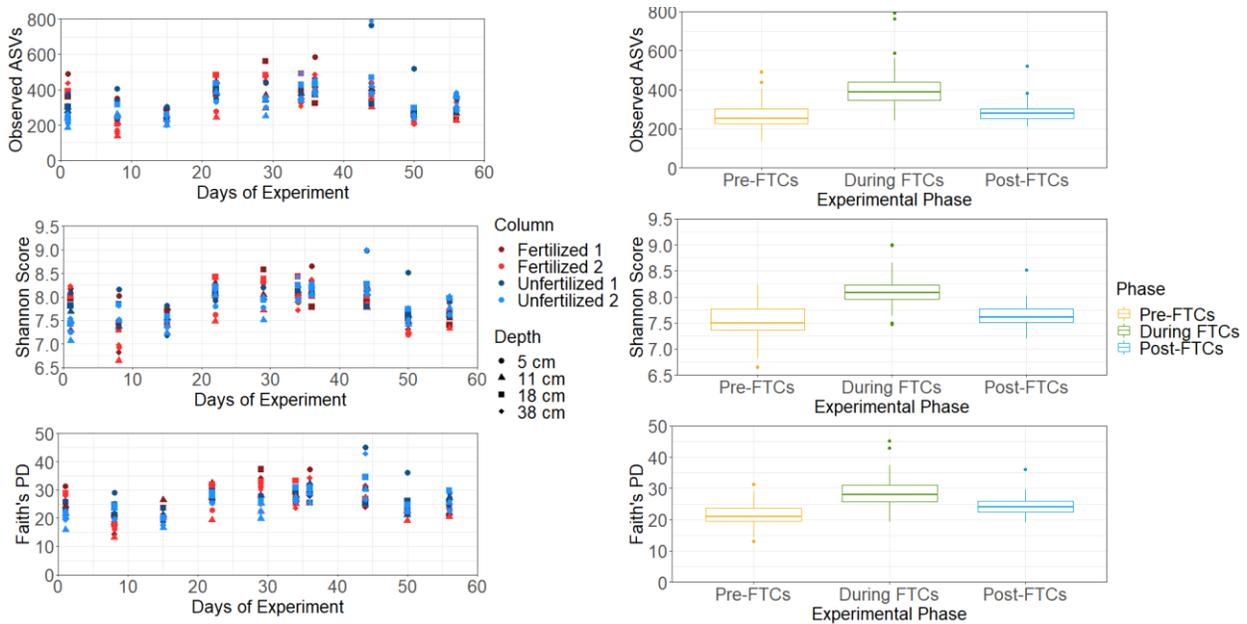 800
600
400
200
0
Observed ASVs
0 10 20 30 40 50 60
Days of Experiment
800
600
400
200
0
Observed ASVs
Pre-FTCs During FTCs Post-FTCs
Experimental Phase
9.5
9.0
8.5
8.0
7.5
7.0
6.5
Shannon Score
0 10 20 30 40 50 60
Days of Experiment
Column
Fertilized 1
Fertilized 2
Unfertilized 1
Unfertilized 2
Depth
5 cm
11 cm
18 cm
38 cm
9.5
9.0
8.5
8.0
7.5
7.0
6.5
Shannon Score
Pre-FTCs During FTCs Post-FTCs
Experimental Phase
Phase
Pre-FTCs
During FTCs
Post-FTCs
50
40
30
20
10
0
Faith's PD
0 10 20 30 40 50 60
Days of Experiment
50
40
30
20
10
0
Faith's PD
Pre-FTCs During FTCs Post-FTCs
Experimental Phase